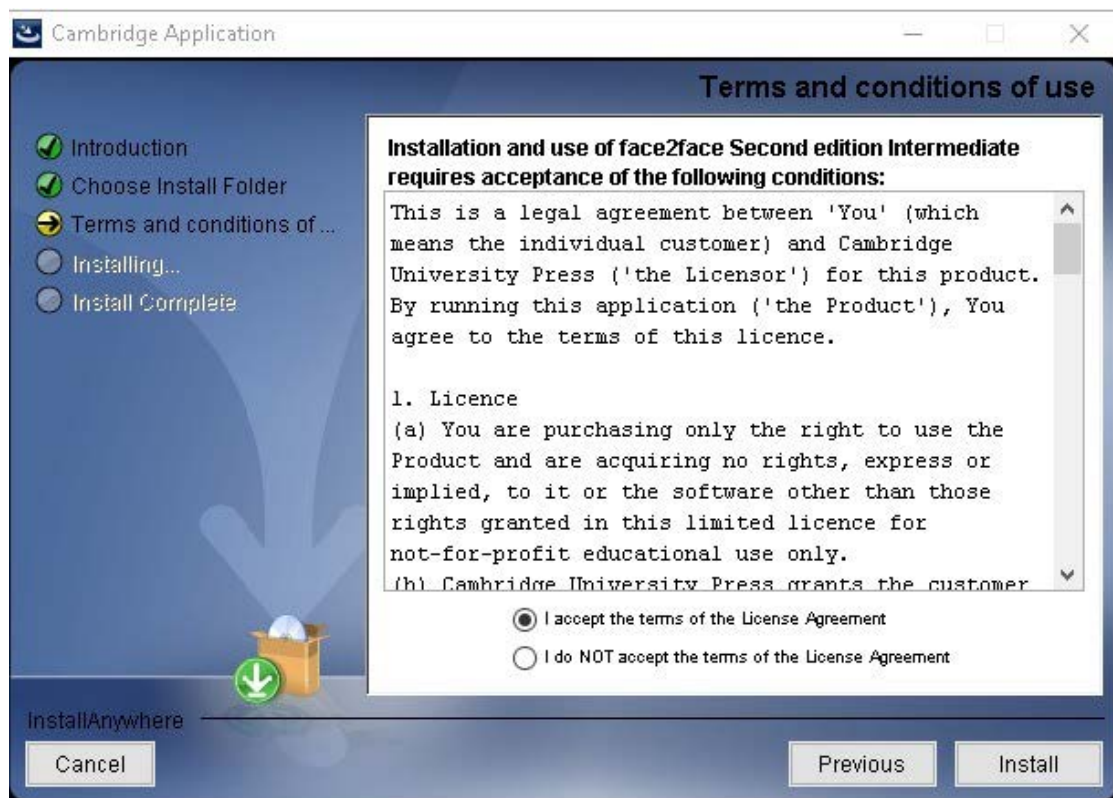 Cambridge Application
Terms and conditions of use
Introduction
Choose Install Folder
Terms and conditions of ...
Installing...
Install Complete
Installation and use of face2face Second edition Intermediate
requires acceptance of the following conditions:
This is a legal agreement between 'You' (which
means the individual customer) and Cambridge
University Press ('the Licensor') for this product.
By running this application ('the Product'), You
agree to the terms of this licence.
1. Licence
(a) You are purchasing only the right to use the
Product and are acquiring no rights, express or
implied, to it or the software other than those
rights granted in this limited licence for
not-for-profit educational use only.
(b) Cambridge University Press grants the customer
I accept the terms of the License Agreement
I do NOT accept the terms of the License Agreement
InstallAnywhere
Cancel
Previous
Install